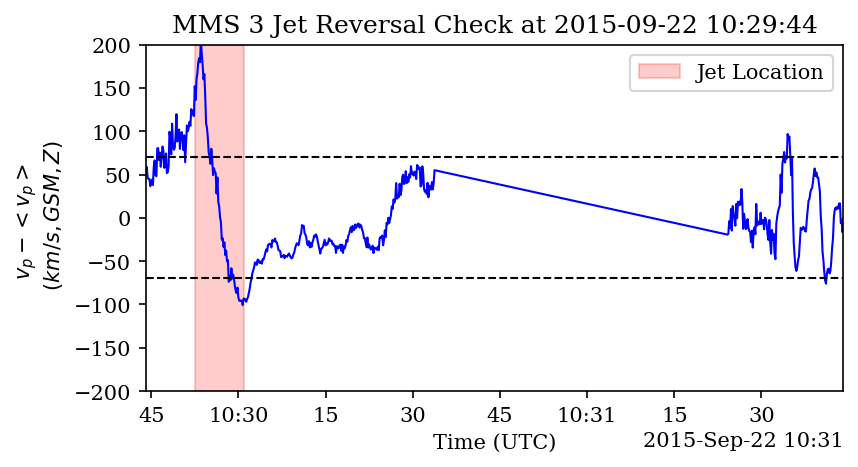 MMS 3 Jet Reversal Check at 2015-09-22 10:29:44
Jet Location
v_p − < v_p >
(km/s, GSM, Z)
200
150
100
50
0
−50
−100
−150
−200
45 10:30 15 30 45 10:31 15 30
Time (UTC)
2015-Sep-22 10:31